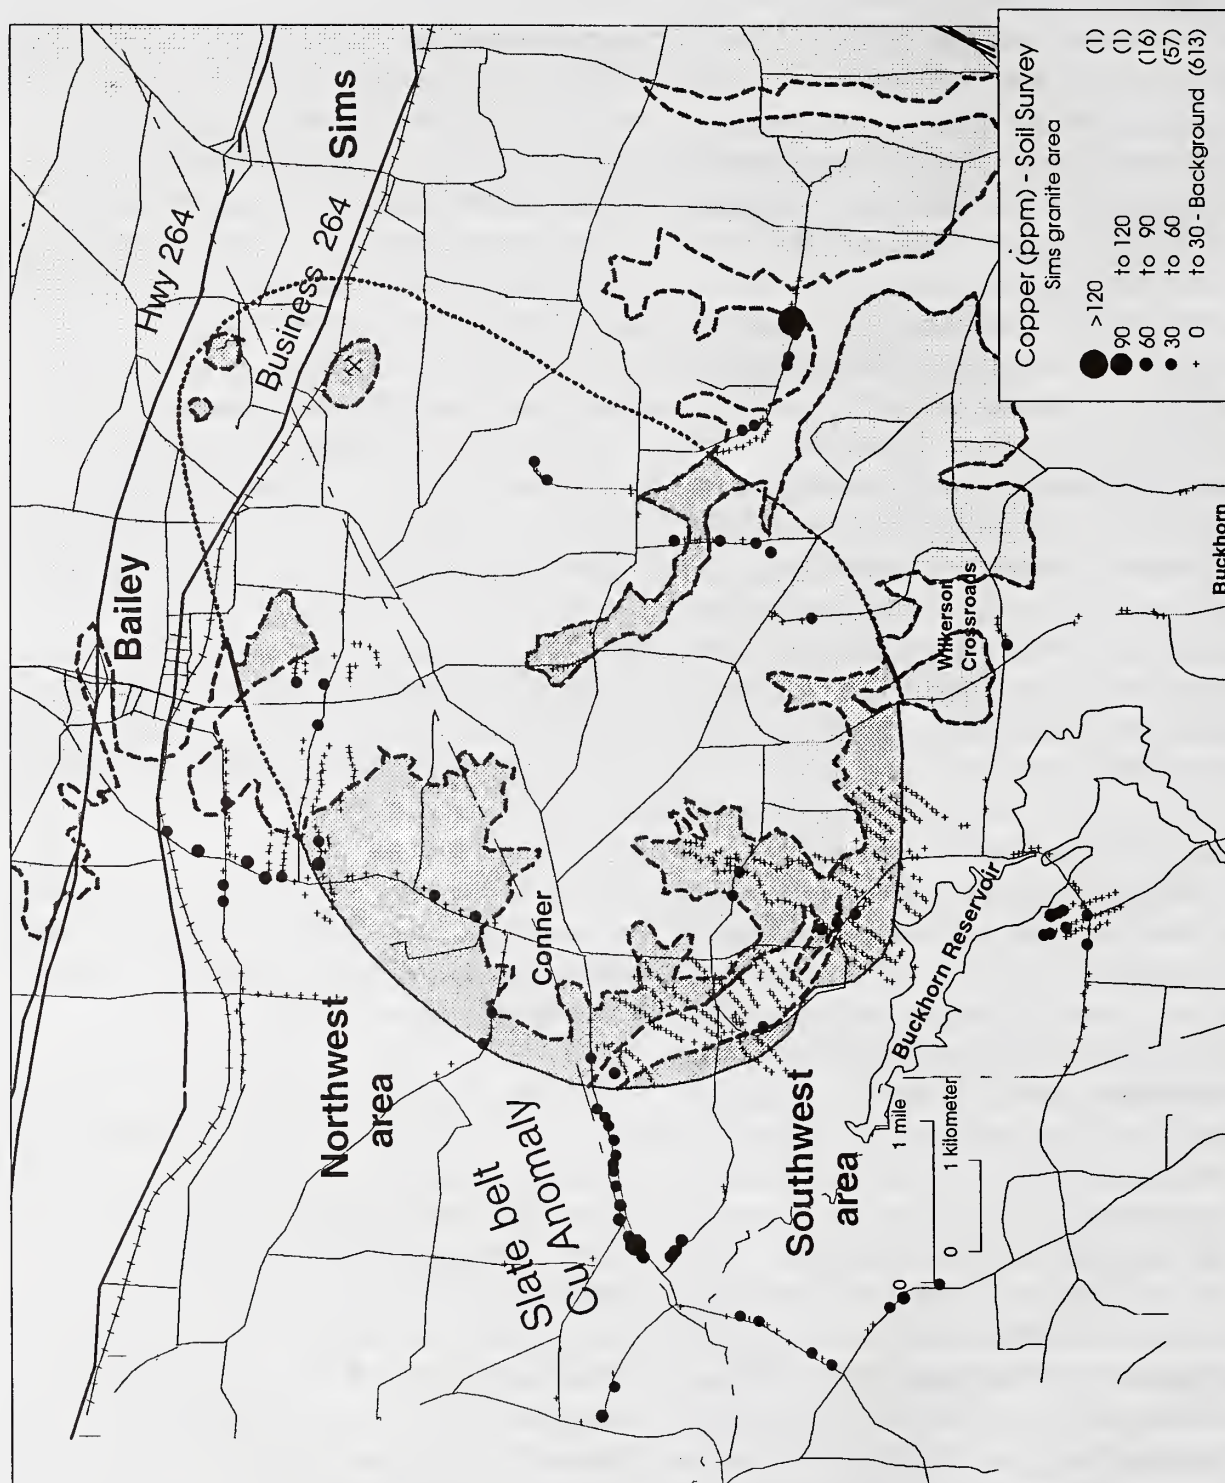 Copper (ppm) - Soil Survey
Sims granite area
>120 (1)
90 to 120 (1)
60 to 90 (16)
30 to 60 (57)
+ 0 to 30 - Background (613)
Hwy 264
Sims
Business 264
Bailey
Northwest
area
Conner
Slate belt
Cu Anomaly
Southwest
area
Wilkerson
Crossroads
Buckhorn Reservoir
Buckhorn
0 1 mile
0 1 kilometer